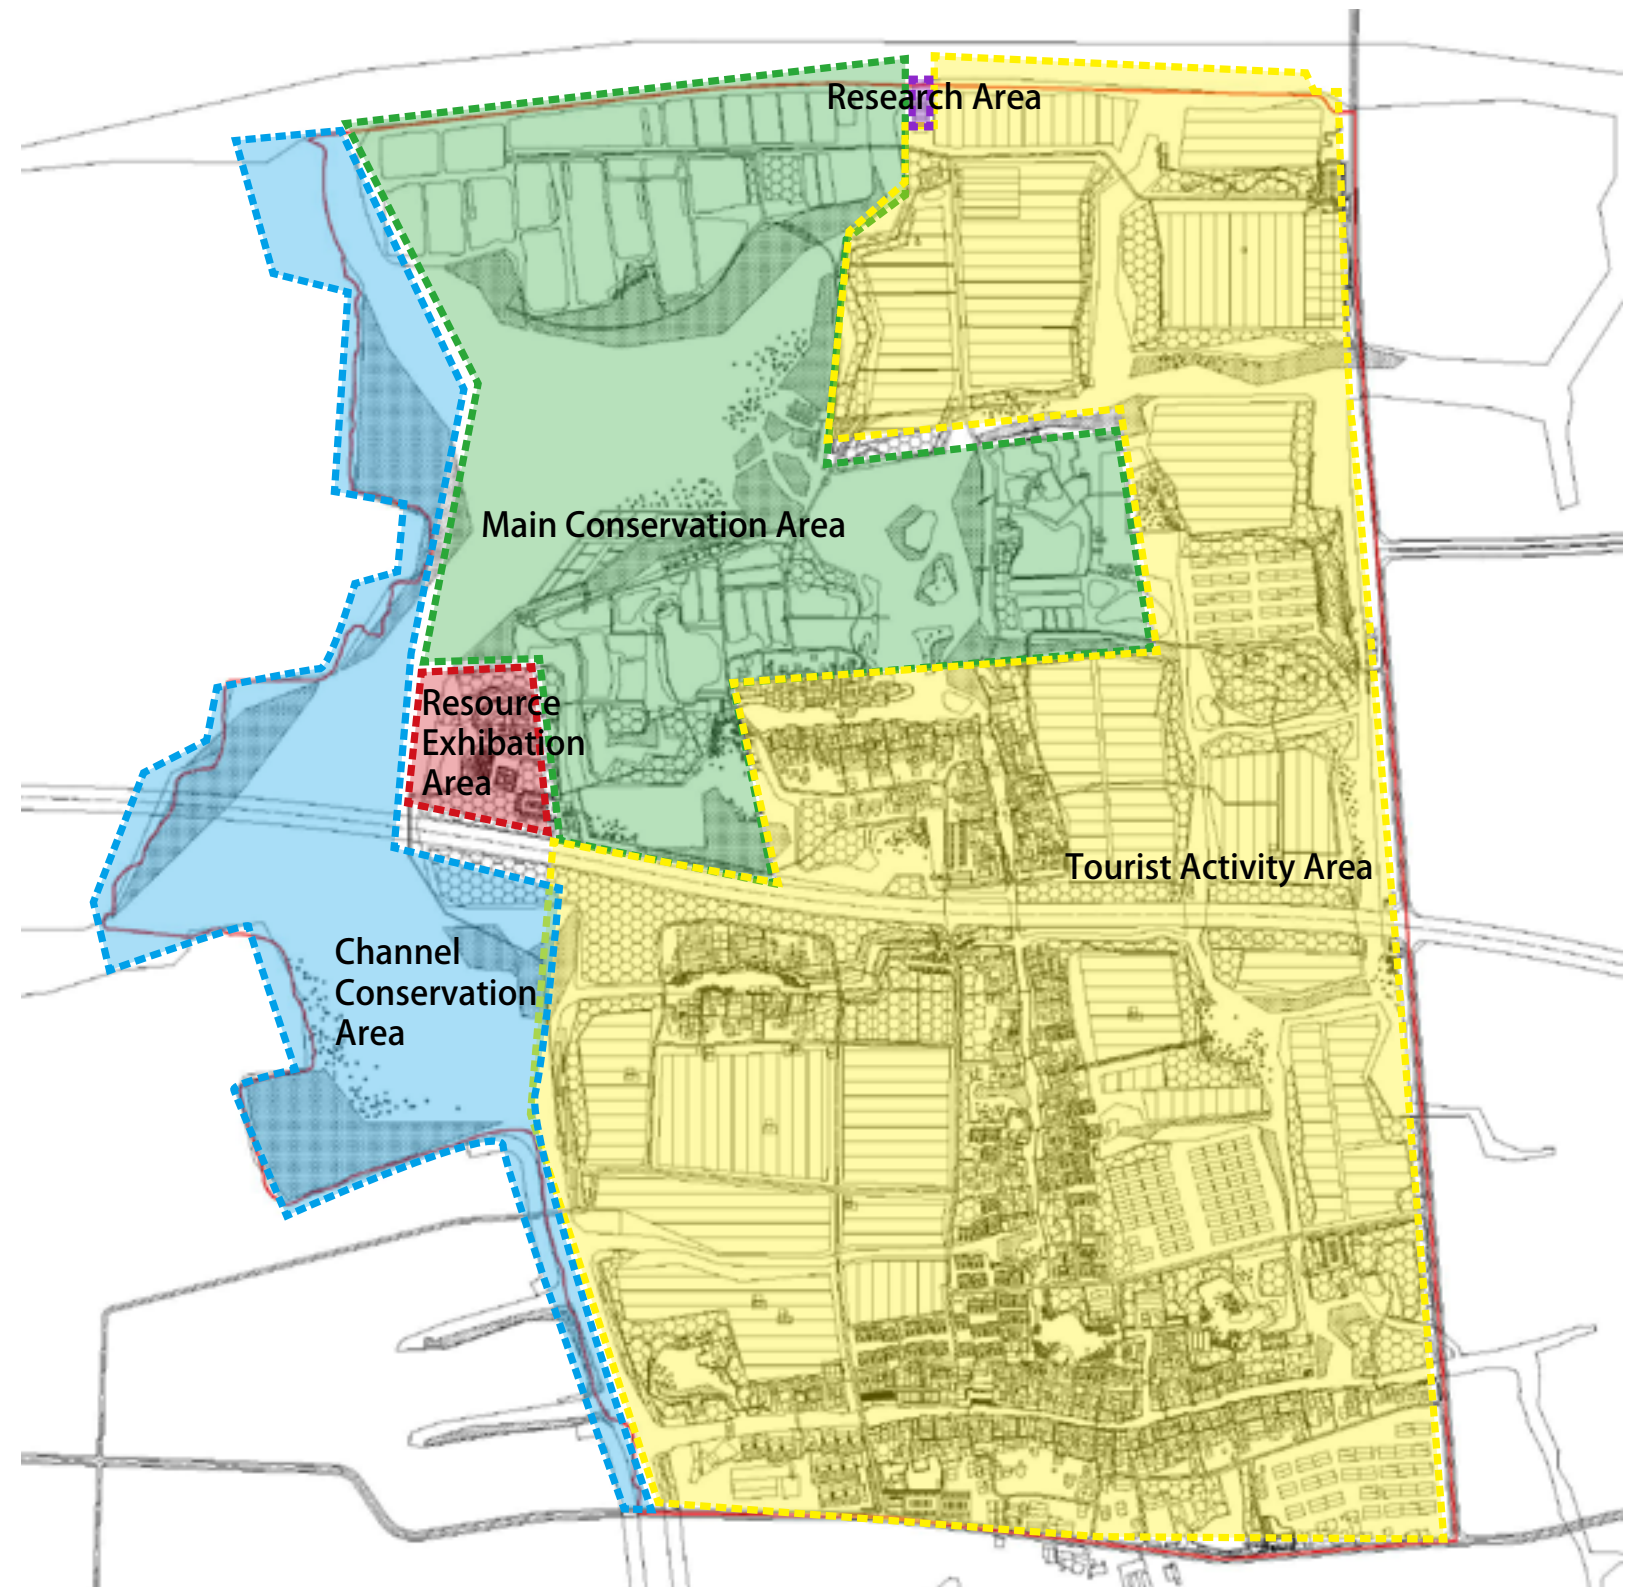 Research Area
Main Conservation Area
Resource
Exhibation
Area
Tourist Activity Area
Channel
Conservation
Area